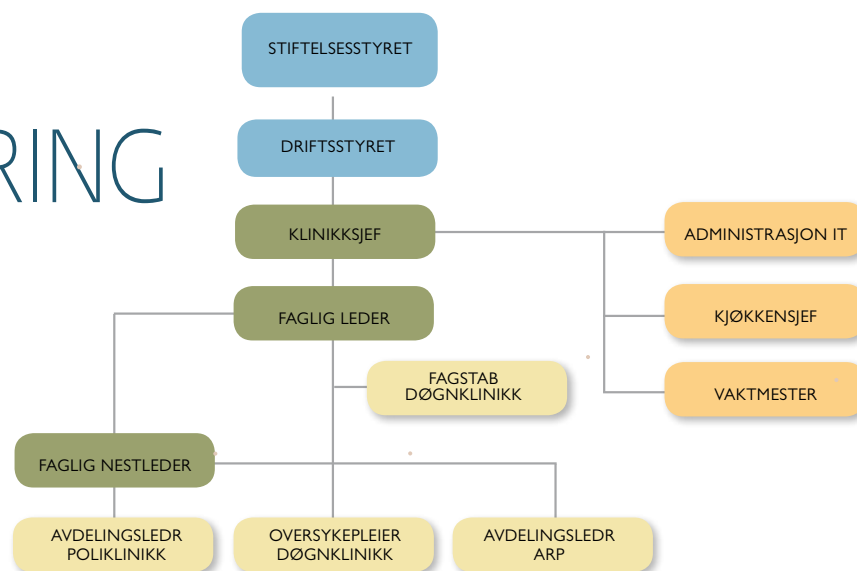 STIFTELSESSTYRET
DRIFTSSTYRET
RING
KLINIKKSJEF
ADMINISTRASJON IT
FAGLIG LEDER
KJØKKENSJEF
FAGSTAB
DØGNKLINIKK
VAKTMESTER
FAGLIG NESTLEDER
AVDELINGSLEDR
POLIKLINIKK
OVERSYKEPLEIER
DØGNKLINIKK
AVDELINGSLEDR
ARP